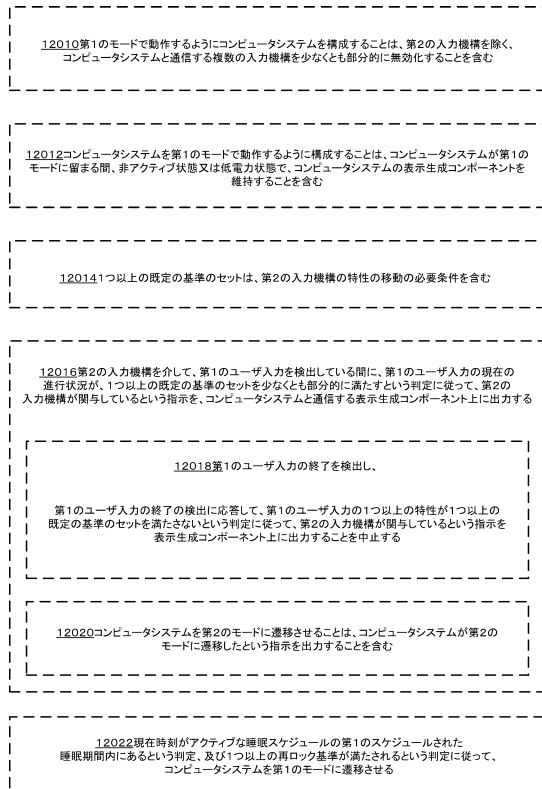 12010第1のモードで動作するようにコンピュータシステムを構成することは、第2の入力機構を除く、
コンピュータシステムと通信する複数の入力機構を少なくとも部分的に無効化することを含む
12012コンピュータシステムを第1のモードで動作するように構成することは、コンピュータシステムが第1の
モードに留まる間、非アクティブ状態又は低電力状態で、コンピュータシステムの表示生成コンポーネントを
維持することを含む
120141つ以上の既定の基準のセットは、第2の入力機構の特性の移動の必要条件を含む
12016第2の入力機構を介して、第1のユーザ入力を検出している間に、第1のユーザ入力の現在の
進行状況が、1つ以上の既定の基準のセットを少なくとも部分的に満たすという判定に従って、第2の
入力機構が関与しているという指示を、コンピュータシステムと通信する表示生成コンポーネント上に出力する
12018第1のユーザ入力の終了を検出し、
第1のユーザ入力の終了の検出に応答して、第1のユーザ入力の1つ以上の特性が1つ以上の
既定の基準のセットを満たさないという判定に従って、第2の入力機構が関与しているという指示を
表示生成コンポーネント上に出力することを中止する
12020コンピュータシステムを第2のモードに遷移させることは、コンピュータシステムが第2の
モードに遷移したという指示を出力することを含む
12022現在時刻がアクティブな睡眠スケジュールの第1のスケジュールされた
睡眠期間内にあるという判定、及び1つ以上の再ロック基準が満たされるという判定に従って、
コンピュータシステムを第1のモードに遷移させる